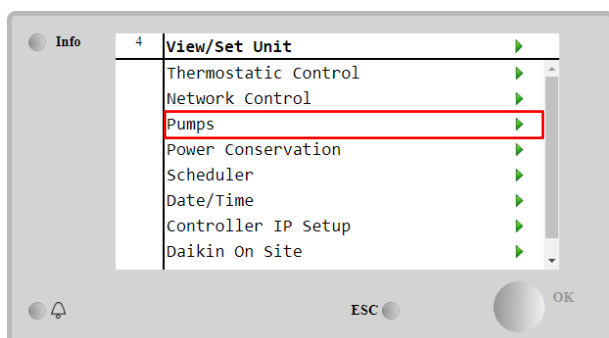 Info
4 View/Set Unit
Thermostatic Control
Network Control
Pumps
Power Conservation
Scheduler
Date/Time
Controller IP Setup
Daikin On Site
ESC
OK